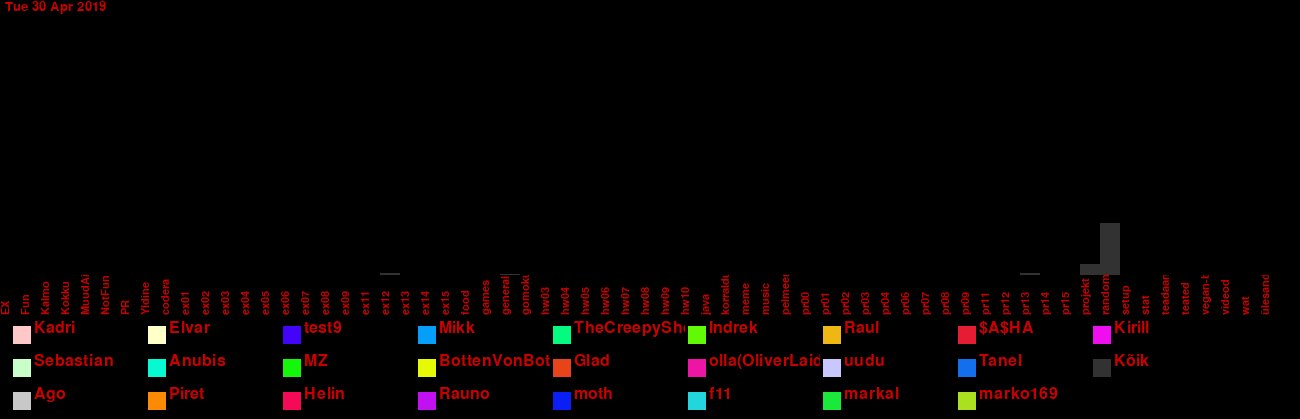 Tue 30 Apr 2019
EX
Fun
Kalmo
Kokku
MuudAi
NotFun
PR
Yldine
codera
ex01
ex02
ex03
ex04
ex05
ex06
ex07
ex08
ex09
ex11
ex12
ex13
ex14
ex15
food
games
general
gomoku
hw03
hw04
hw05
hw06
hw07
hw08
hw09
hw10
java
korraldu
meme
music
pelmeen
pr00
pr01
pr02
pr03
pr04
pr06
pr07
pr08
pr09
pr11
pr12
pr13
pr14
pr15
projekt
random
setup
stat
teadaan
teated
vegan-t
videod
wat
ülesand
Kadri Elvar test9 Mikk TheCreepyShe Indrek Raul $A$HA Kirill
Sebastian Anubis MZ BottenVonBot Glad olla(OliverLaid uudu Tanel Köik
Ago Piret Helin Rauno moth f11 markal marko169